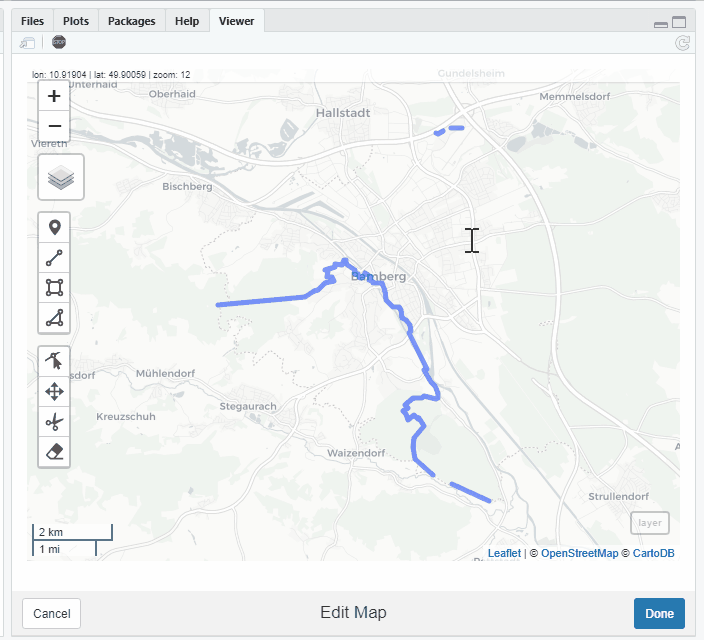 Files Plots Packages Help Viewer
STOP
lon: 10.91904 | lat: 49.90059 | zoom: 12
Gundelsheim
Unterhaid
Oberhaid
Memmelsdorf
+
Hallstadt
−
Viereth
Bischberg
Bamberg
sdorf
Mühlendorf
Stegaurach
Kreuzschuh
Waizendorf
Strullendorf
layer
2 km
1 mi
Leaflet | © OpenStreetMap © CartoDB
Cancel Edit Map Done